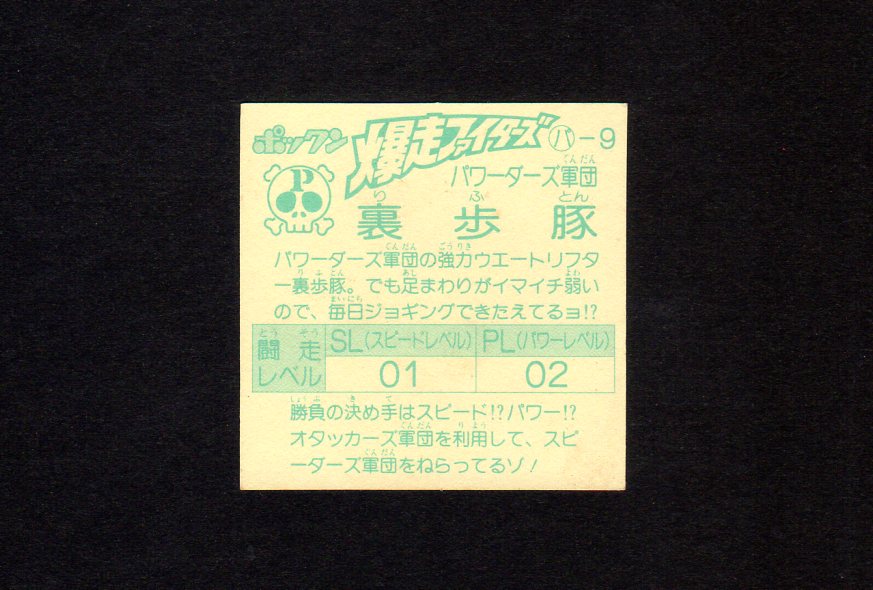 ポックン 爆走ファイターズ パ-9
パワーダーズ軍団
裏歩豚
パワーダーズ軍団の強力ウエートリフタ
ー裏歩豚。でも足まわりがイマイチ弱い
ので、毎日ジョギングできたえてるョ!?
闘走レベル SL(スピードレベル) PL(パワーレベル)
01 02
勝負の決め手はスピード!?パワー!?
オタッカーズ軍団を利用して、スピ
ーダーズ軍団をねらってるゾ!